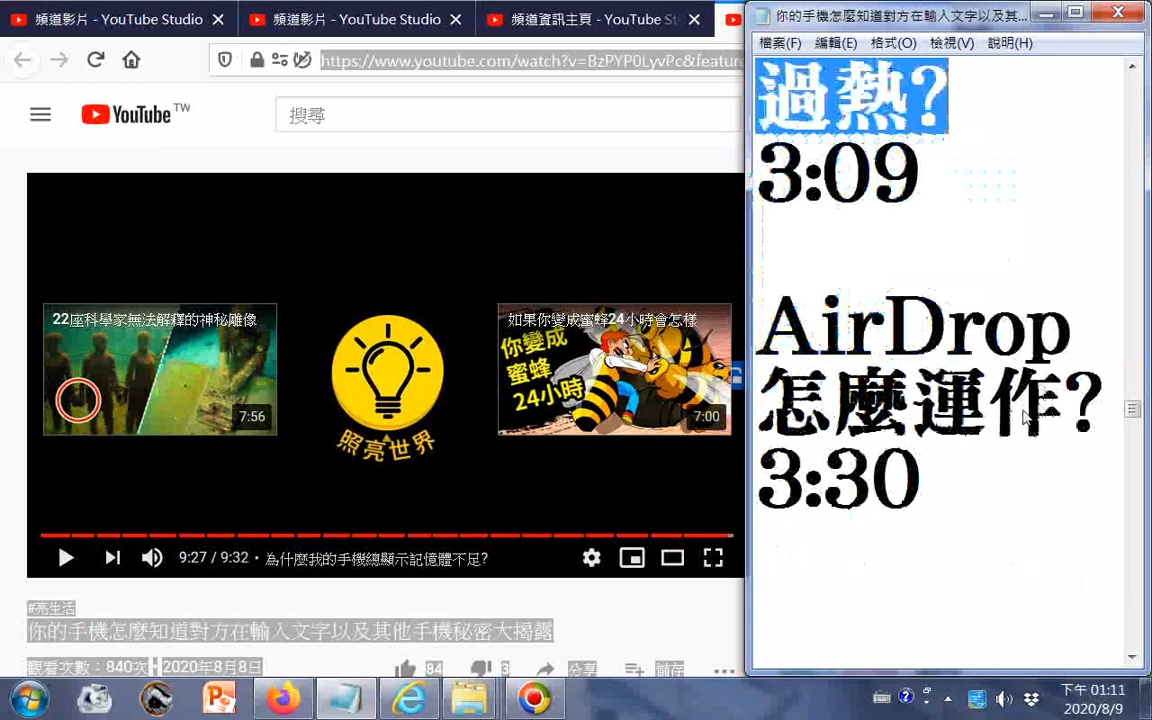 頻道影片 - YouTube Studio
頻道影片 - YouTube Studio
頻道資訊主頁 - YouTube St
https://www.youtube.com/watch?v=BzPYP0LyvPc&feature
YouTube TW
搜尋
22座科學家無法解釋的神秘雕像
7:56
照亮世界
如果你變成蜜蜂24小時會怎樣
你變成
蜜蜂
24小時
7:00
9:27 / 9:32 • 為什麼我的手機總顯示記憶體不足?
#亮生活
你的手機怎麼知道對方在輸入文字以及其他手機秘密大揭露
觀看次數：840次 • 2020年8月8日
84
3
分享
儲存
你的手機怎麼知道對方在輸入文字以及其...
檔案(F) 編輯(E) 格式(O) 檢視(V) 說明(H)
過熱?
3:09
AirDrop
怎麼運作?
3:30
下午 01:11
2020/8/9